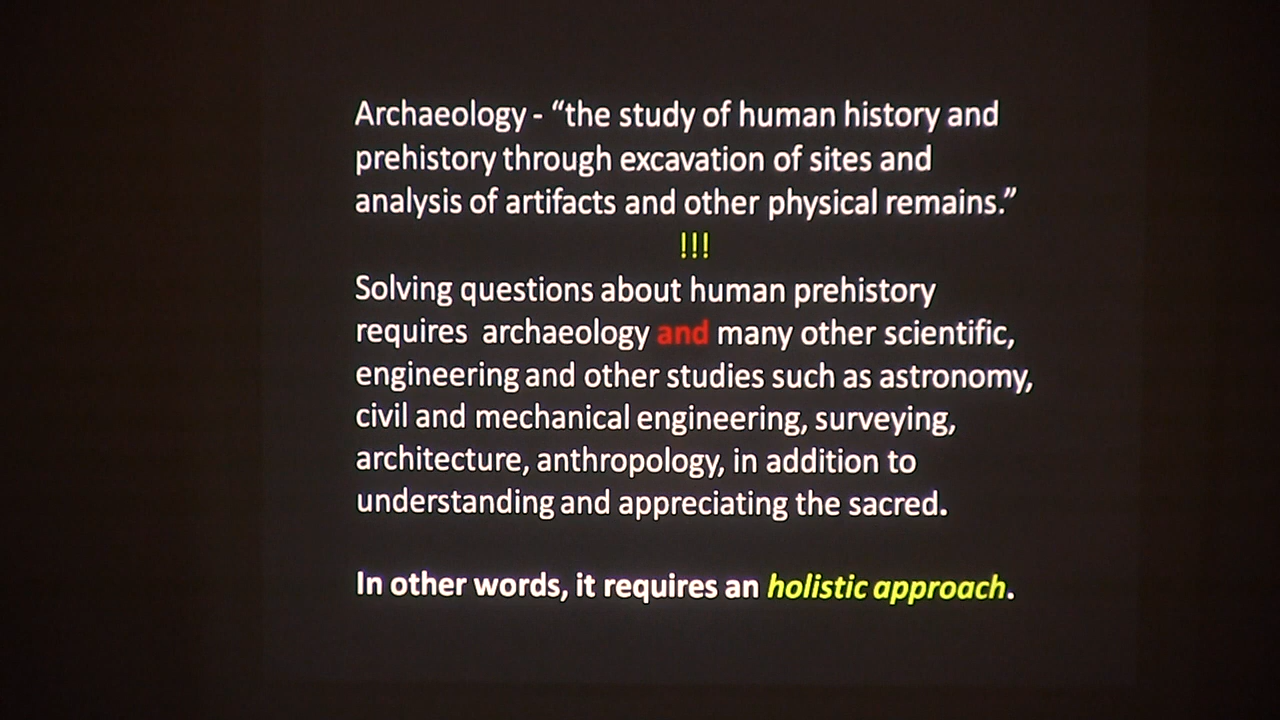 Archaeology - “the study of human history and
prehistory through excavation of sites and
analysis of artifacts and other physical remains.”
!!!
Solving questions about human prehistory
requires archaeology and many other scientific,
engineering and other studies such as astronomy,
civil and mechanical engineering, surveying,
architecture, anthropology, in addition to
understanding and appreciating the sacred.
In other words, it requires an holistic approach.